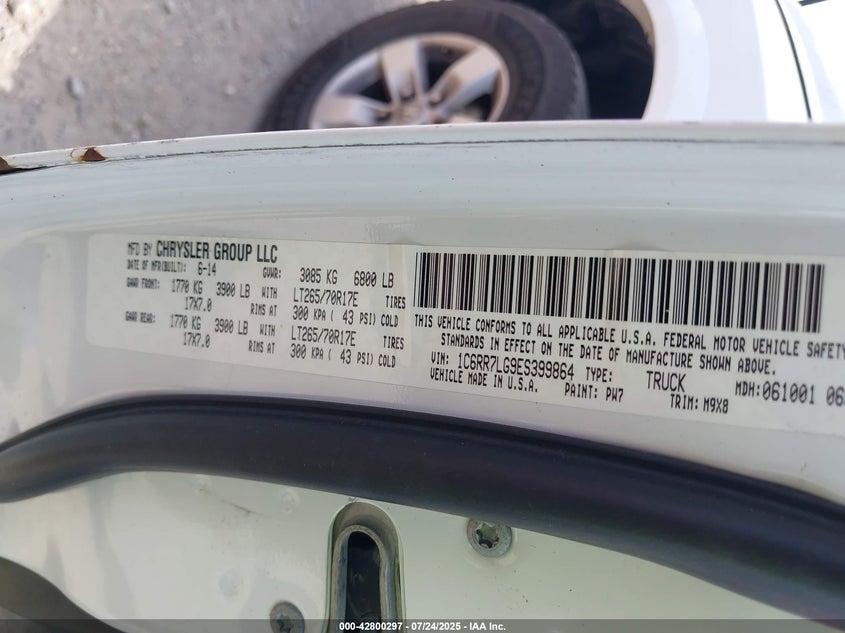 MFD BY CHRYSLER GROUP LLC
DATE OF MFR(BUILT): 6-14 GVWR: 3085 KG 6800 LB
GAWR FRONT: 1770 KG 3900 LB WITH LT265/70R17E TIRES
17X7.0 RIMS AT 300 KPA ( 43 PSI) COLD
GAWR REAR: 1770 KG 3900 LB WITH LT265/70R17E TIRES
17X7.0 RIMS AT 300 KPA ( 43 PSI) COLD
THIS VEHICLE CONFORMS TO ALL APPLICABLE U.S.A. FEDERAL MOTOR VEHICLE SAFETY
STANDARDS IN EFFECT ON THE DATE OF MANUFACTURE SHOWN ABOVE.
VIN: 1C6RR7LG9ES399864 TYPE: TRUCK MDH:061001 06
VEHICLE MADE IN U.S.A. PAINT: PW7 TRIM: M9X8
000-42800297 - 07/24/2025 - IAA Inc.